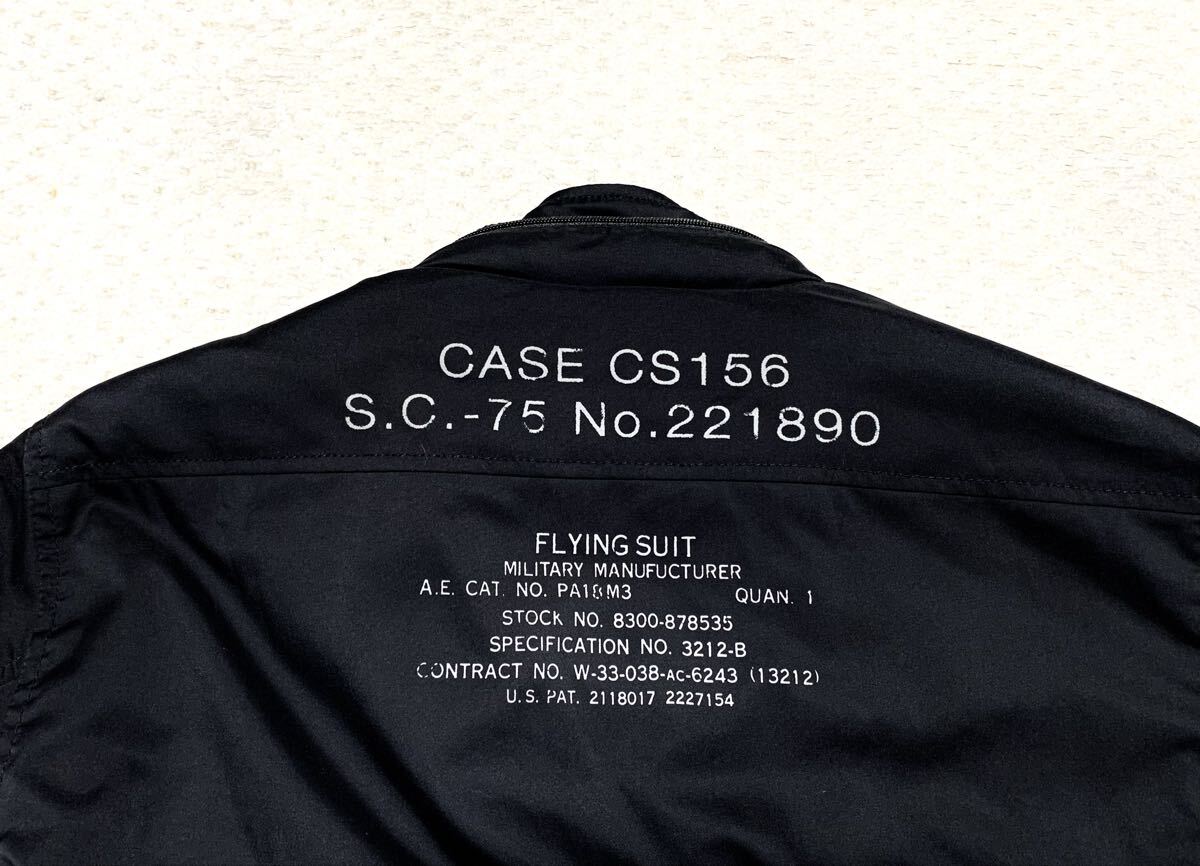 CASE CS156
S.C.-75 No.221890
FLYING SUIT
MILITARY MANUFUCTURER
A.E. CAT. NO. PA18M3 QUAN. 1
STOCK NO. 8300-878535
SPECIFICATION NO. 3212-B
CONTRACT NO. W-33-038-AC-6243 (13212)
U.S. PAT. 2118017 2227154